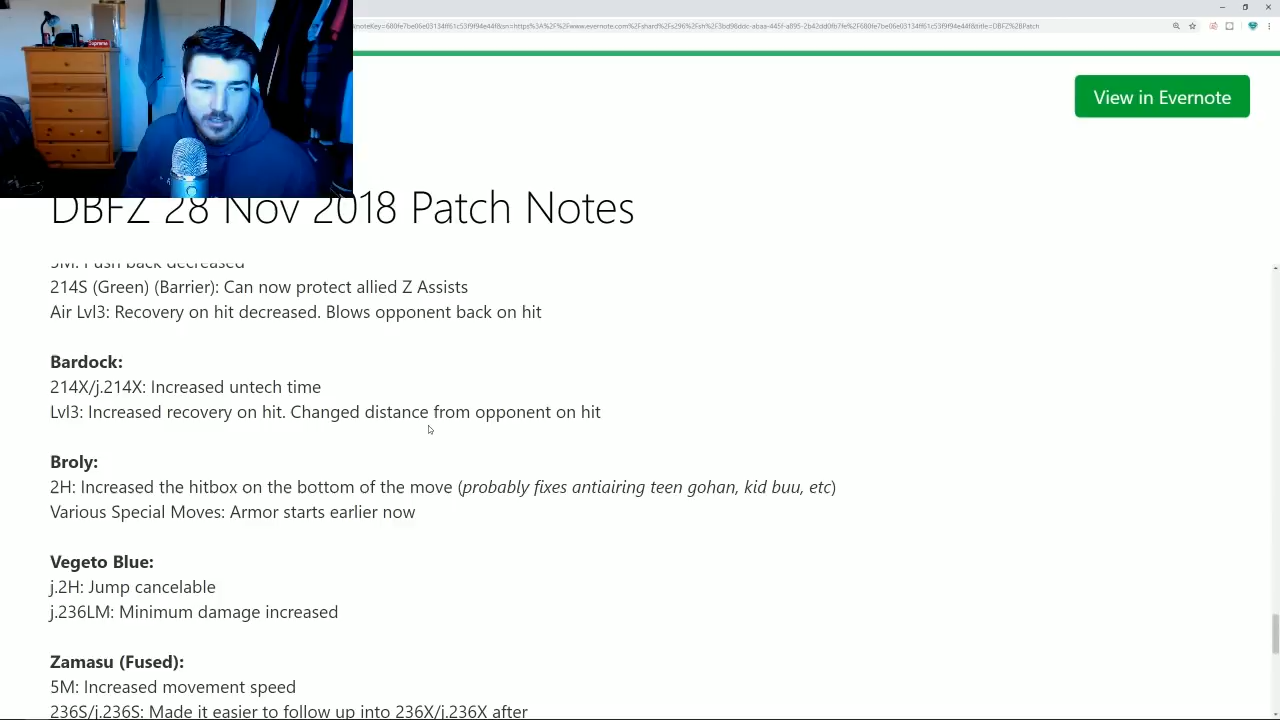 View in Evernote
DBFZ 28 Nov 2018 Patch Notes
5M: Push back decreased
214S (Green) (Barrier): Can now protect allied Z Assists
Air Lvl3: Recovery on hit decreased. Blows opponent back on hit
Bardock:
214X/j.214X: Increased untech time
Lvl3: Increased recovery on hit. Changed distance from opponent on hit
Broly:
2H: Increased the hitbox on the bottom of the move (probably fixes antiairing teen gohan, kid buu, etc)
Various Special Moves: Armor starts earlier now
Vegeto Blue:
j.2H: Jump cancelable
j.236LM: Minimum damage increased
Zamasu (Fused):
5M: Increased movement speed
236S/j.236S: Made it easier to follow up into 236X/j.236X after